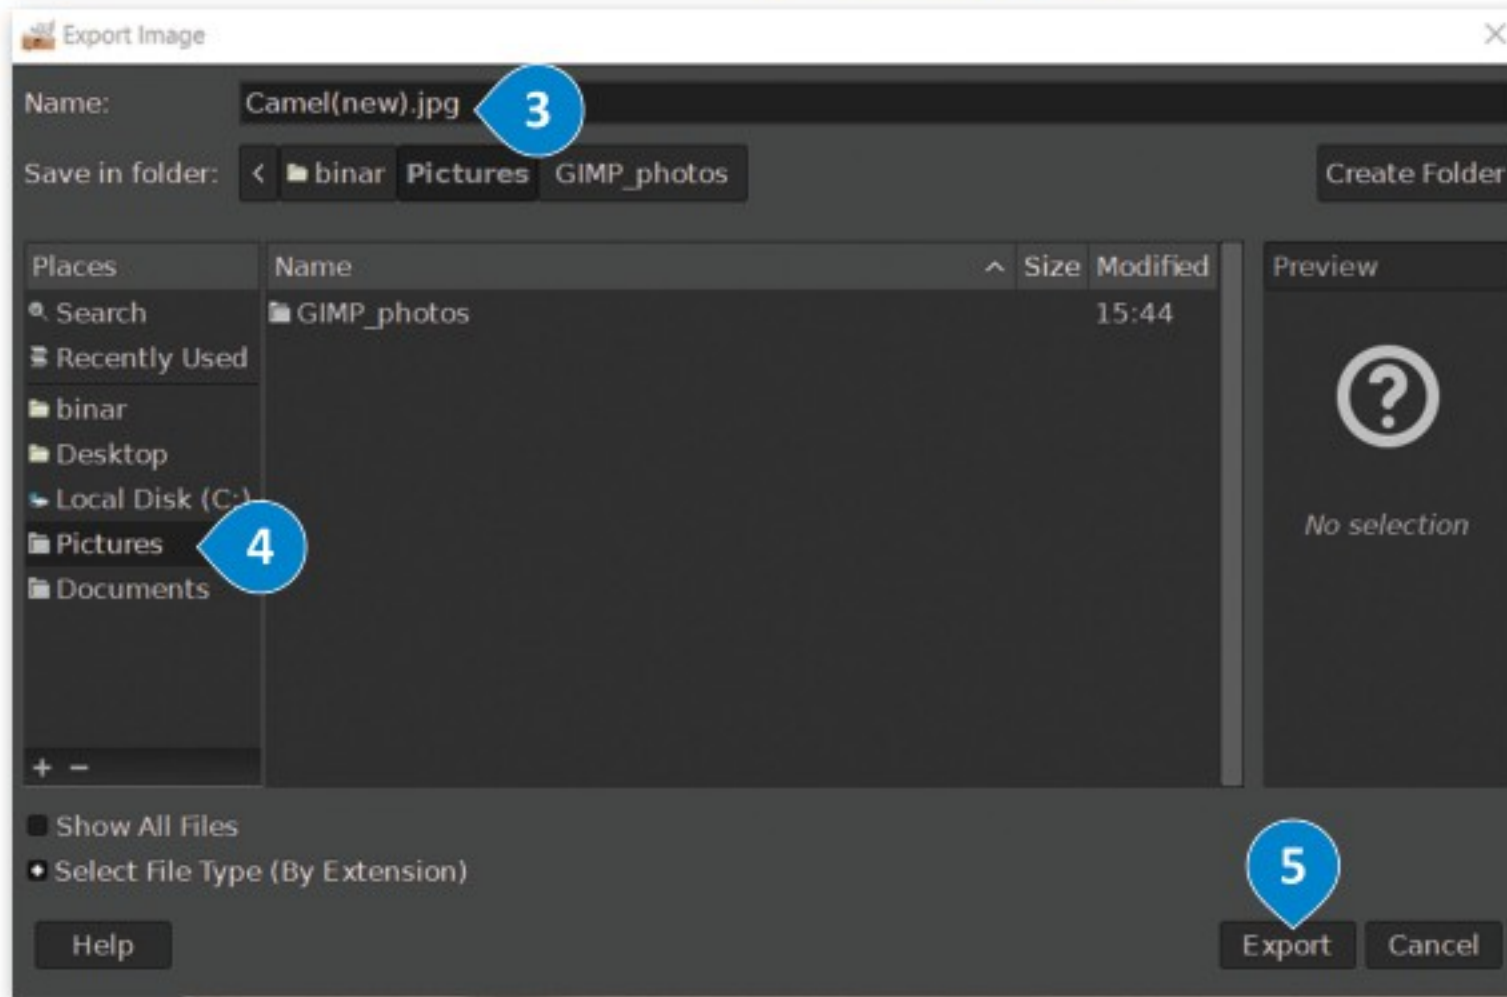 Export Image
Name: Camel(new).jpg 3
Save in folder: < binar Pictures GIMP_photos Create Folder
Places Name Size Modified Preview
Search GIMP_photos 15:44
Recently Used
binar
Desktop
Local Disk (C:)
No selection
Pictures 4
Documents
+ −
Show All Files
Select File Type (By Extension)
5
Help Export Cancel